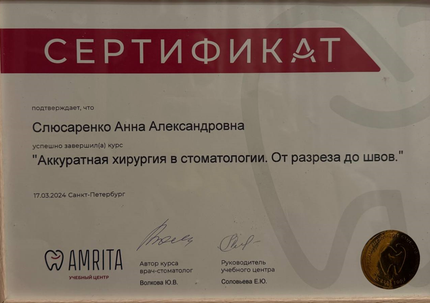 СЕРТИФИКАТ
подтверждает, что
Слюсаренко Анна Александровна
успешно завершил(а) курс
"Аккуратная хирургия в стоматологии. От разреза до швов."
17.03.2024 Санкт-Петербург
AMRITA
УЧЕБНЫЙ ЦЕНТР
Автор курса
врач-стоматолог
Волкова Ю.В.
Руководитель
учебного центра
Соловьева Е.Ю.